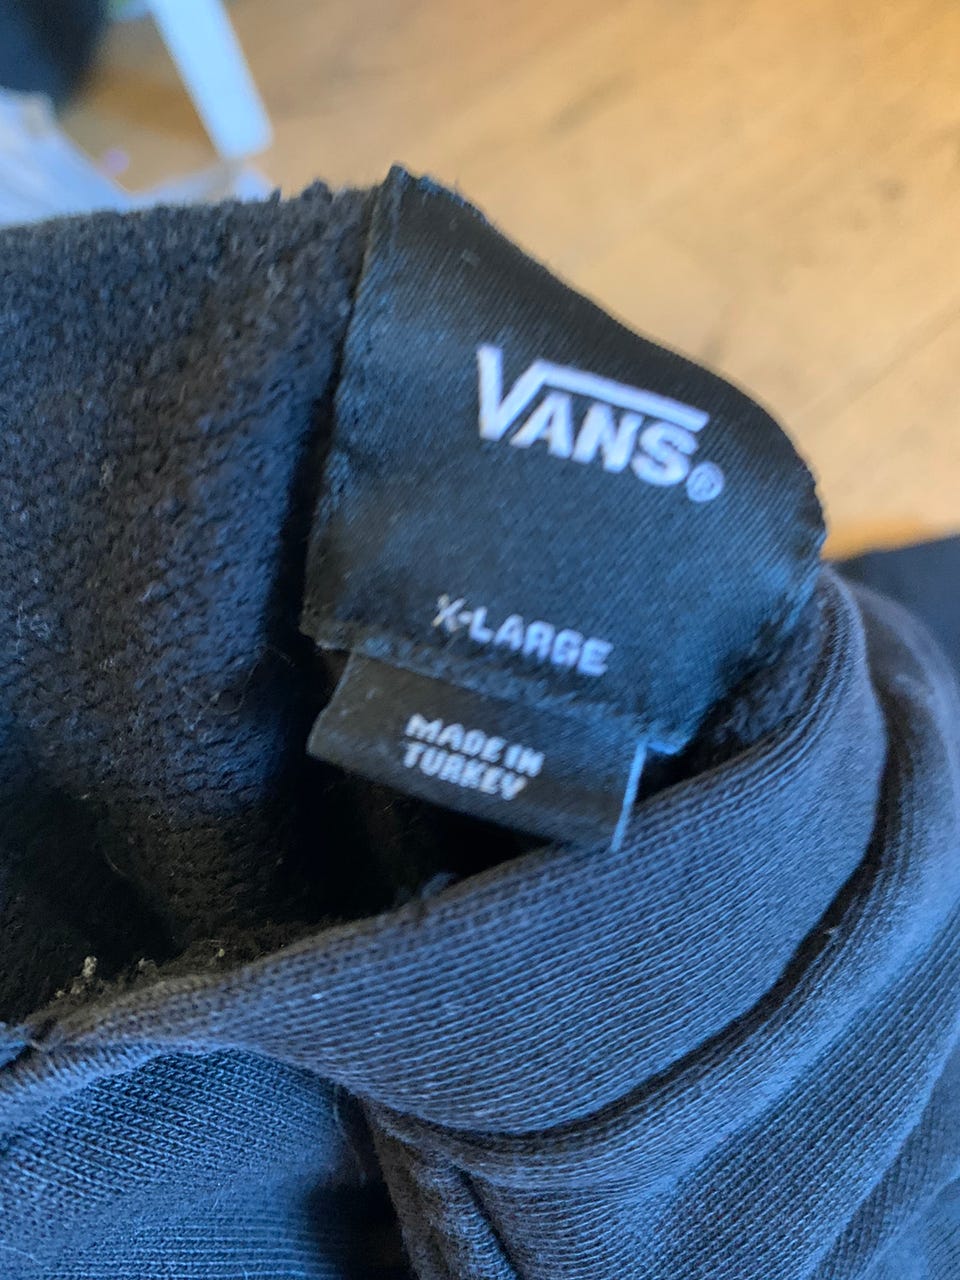 VANS®
X-LARGE
MADE IN
TURKEY